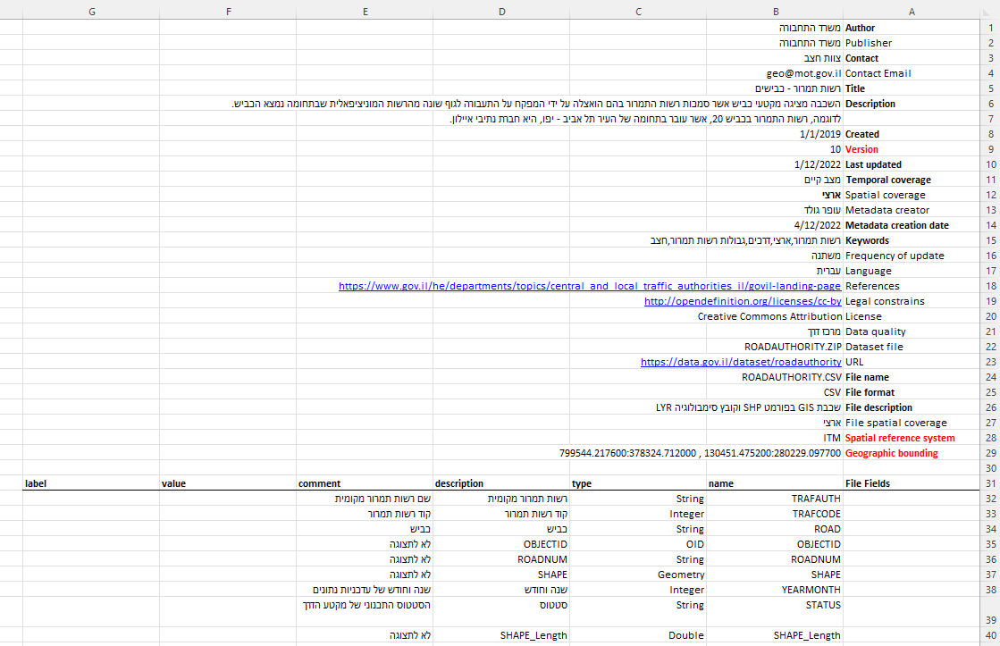 G F E D C B A
1 Author משרד התחבורה
2 Publisher משרד התחבורה
3 Contact צוות חצב
4 Contact Email geo@mot.gov.il
5 Title רשות תמרור - כבישים
6 Description השכבה מציגה מקטעי כביש אשר סמכות רשות התמרור בהם הואצלה על ידי המפקח על התעבורה לגוף שונה מהרשות המוניציפאלית שבתחומה נמצא הכביש.
7 לדוגמה, רשות התמרור בכביש 20, אשר עובר בתחומה של העיר תל אביב - יפו, היא חברת נתיבי איילון.
8 Created 1/1/2019
9 Version 10
10 Last updated 1/12/2022
11 Temporal coverage מצב קיים
12 Spatial coverage ארצי
13 Metadata creator עופר גולד
14 Metadata creation date 4/12/2022
15 Keywords רשות תמרור,ארצי,דרכים,גבולות רשות תמרור,חצב
16 Frequency of update משתנה
17 Language עברית
18 References https://www.gov.il/he/departments/topics/central_and_local_traffic_authorities_il/govil-landing-page
19 Legal constrains http://opendefinition.org/licenses/cc-by
20 License Creative Commons Attribution
21 Data quality מרכז דרך
22 Dataset file ROADAUTHORITY.ZIP
23 URL https://data.gov.il/dataset/roadauthority
24 File name ROADAUTHORITY.CSV
25 File format CSV
26 File description שכבת GIS בפורמט SHP וקובץ סימבולוגיה LYR
27 File spatial coverage ארצי
28 Spatial reference system ITM
29 Geographic bounding 799544.217600:378324.712000 , 130451.475200:280229.097700
30
31 File Fields name type description comment value label
32 TRAFAUTH String רשות תמרור מקומית שם רשות תמרור מקומית
33 TRAFCODE Integer קוד רשות תמרור קוד רשות תמרור
34 ROAD String כביש כביש
35 OBJECTID OID OBJECTID לא לתצוגה
36 ROADNUM String ROADNUM לא לתצוגה
37 SHAPE Geometry SHAPE לא לתצוגה
38 YEARMONTH Integer שנה וחודש שנה וחודש של עדכניות נתונים
39 STATUS String סטטוס הסטטוס התכנוני של מקטע הדרך
40 SHAPE_Length Double SHAPE_Length לא לתצוגה